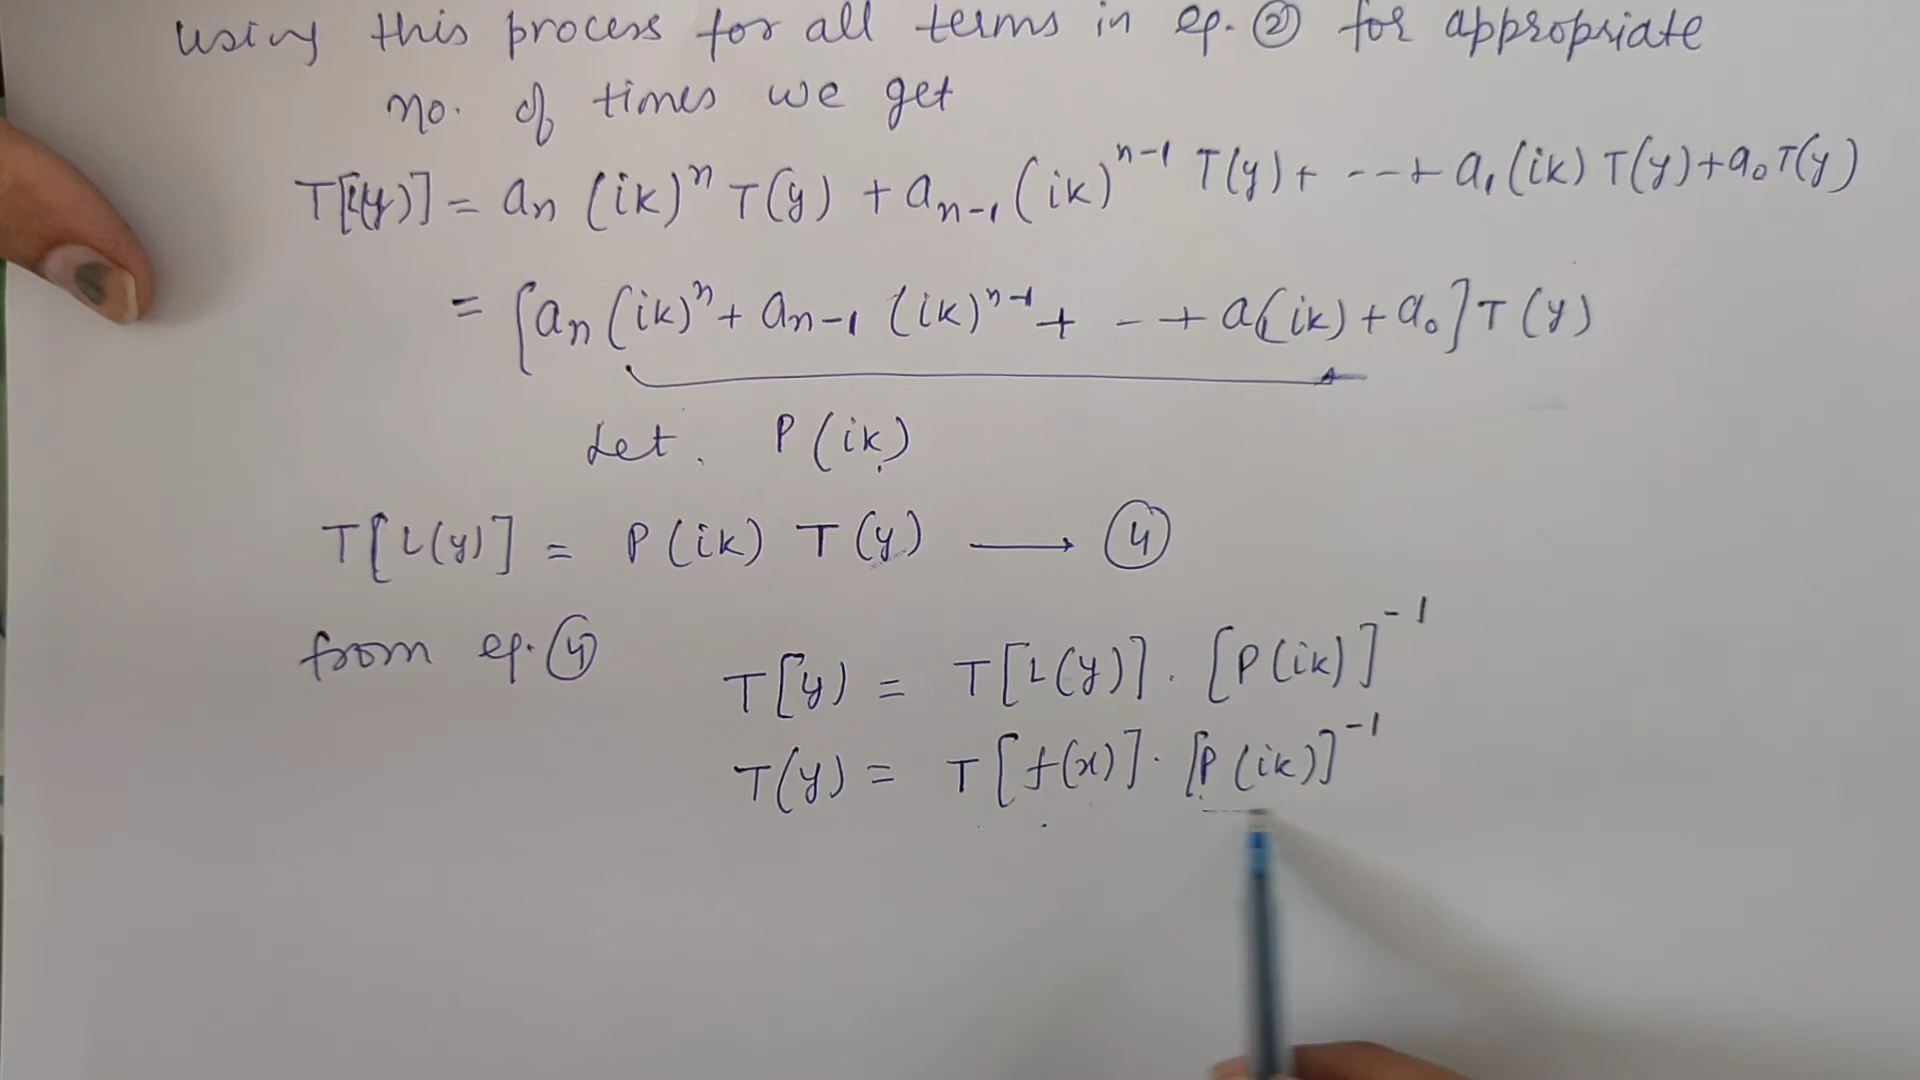 using this process for all terms in eq. ② for appropriate
no. of times we get
T[L(y)] = aₙ (ik)ⁿ T(y) + aₙ₋₁ (ik)ⁿ⁻¹ T(y) + --+ a₁ (ik) T(y) + a₀ T(y)
= [aₙ (ik)ⁿ + aₙ₋₁ (ik)ⁿ⁻¹ + --+ a₁(ik) + a₀] T(y)
Let. P(ik)
T[L(y)] = P(ik) T(y) → ④
from eq. ④ T[y) = T[L(y)] . [P(ik)]⁻¹
T(y) = T[f(x)] . [P(ik)]⁻¹